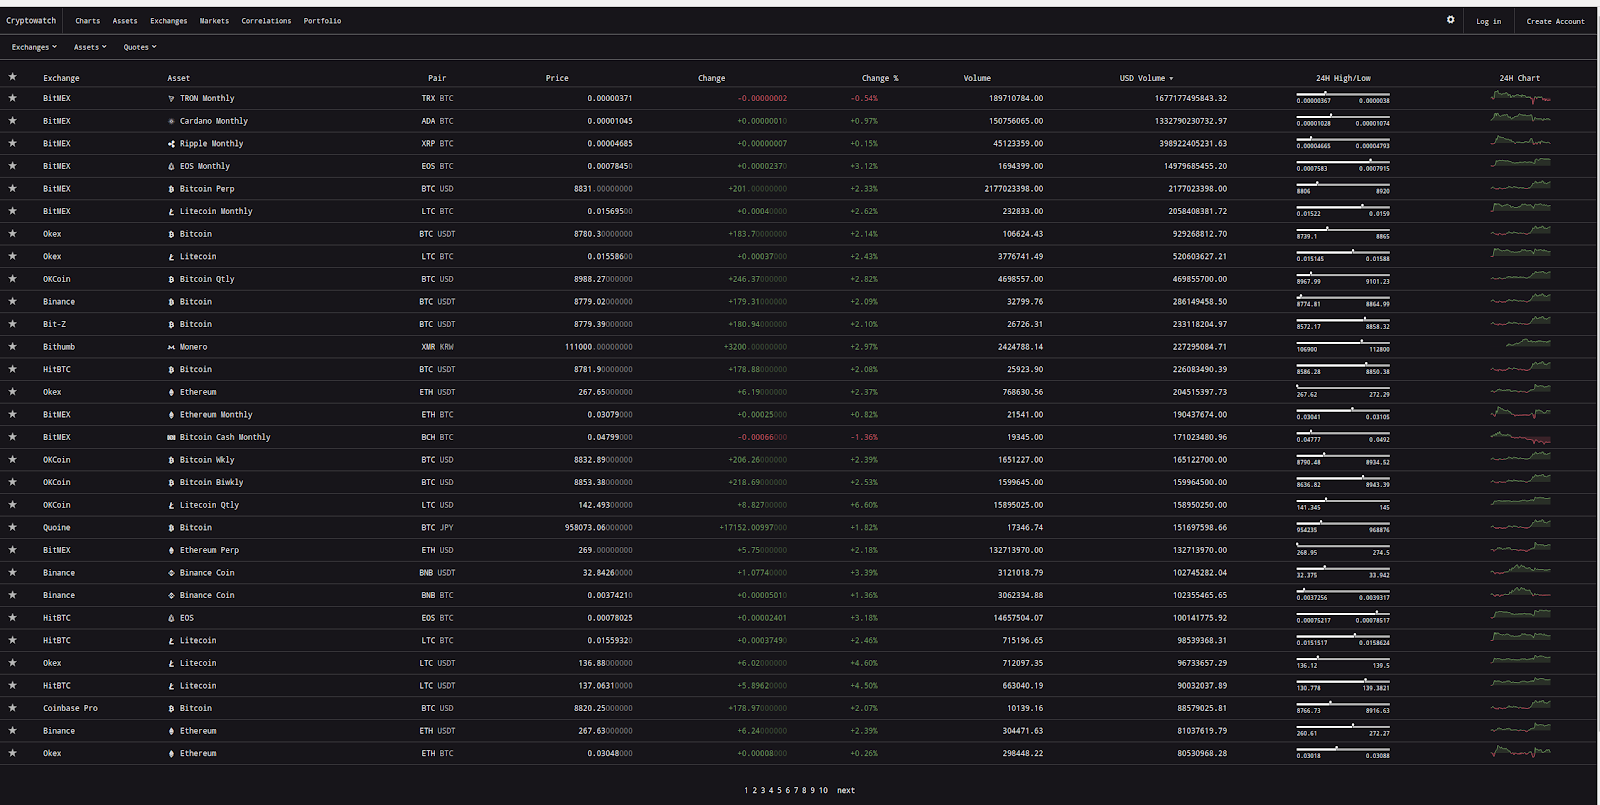 Cryptowatch Charts Assets Exchanges Markets Correlations Portfolio Log in Create Account
Exchanges Assets Quotes
Exchange Asset Pair Price Change Change % Volume USD Volume 24H High/Low 24H Chart
BitMEX TRON Monthly TRX BTC 0.00000371 -0.00000002 -0.54% 189710784.00 1677177495843.32 0.00000367 0.0000038
BitMEX Cardano Monthly ADA BTC 0.00001045 +0.00000010 +0.97% 150756065.00 1332790230732.97 0.00001028 0.00001074
BitMEX Ripple Monthly XRP BTC 0.00004685 +0.00000007 +0.15% 45123359.00 398922405231.63 0.00004665 0.00004793
BitMEX EOS Monthly EOS BTC 0.00078450 +0.00002370 +3.12% 1694399.00 14979685455.20 0.0007583 0.0007915
BitMEX Bitcoin Perp BTC USD 8831.00000000 +201.00000000 +2.33% 2177023398.00 2177023398.00 8806 8920
BitMEX Litecoin Monthly LTC BTC 0.01569500 +0.00040000 +2.62% 232833.00 2058408381.72 0.01522 0.0159
Okex Bitcoin BTC USDT 8780.30000000 +183.70000000 +2.14% 106624.43 929268812.70 8739.1 8865
Okex Litecoin LTC BTC 0.01558600 +0.00037000 +2.43% 3776741.49 520603627.21 0.015145 0.01588
OKCoin Bitcoin Qtly BTC USD 8988.27000000 +246.37000000 +2.82% 4698557.00 469855700.00 8967.99 9101.23
Binance Bitcoin BTC USDT 8779.02000000 +179.31000000 +2.09% 32799.76 286149458.50 8774.81 8864.99
Bit-Z Bitcoin BTC USDT 8779.39000000 +180.94000000 +2.10% 26726.31 233118204.97 8572.17 8858.32
Bithumb Monero XMR KRW 111000.00000000 +3200.00000000 +2.97% 2424788.14 227295084.71 106900 112800
HitBTC Bitcoin BTC USDT 8781.90000000 +178.88000000 +2.08% 25923.90 226083490.39 8586.28 8850.38
Okex Ethereum ETH USDT 267.65000000 +6.19000000 +2.37% 768630.56 204515397.73 267.62 272.29
BitMEX Ethereum Monthly ETH BTC 0.03079000 +0.00025000 +0.82% 21541.00 190437674.00 0.03041 0.03105
BitMEX Bitcoin Cash Monthly BCH BTC 0.04799000 -0.00066000 -1.36% 19345.00 171023480.96 0.04777 0.0492
OKCoin Bitcoin Wkly BTC USD 8832.89000000 +206.26000000 +2.39% 1651227.00 165122700.00 8790.48 8934.52
OKCoin Bitcoin Biwkly BTC USD 8853.38000000 +218.69000000 +2.53% 1599645.00 159964500.00 8636.82 8943.39
OKCoin Litecoin Qtly LTC USD 142.49300000 +8.82700000 +6.60% 15895025.00 158950250.00 141.345 145
Quoine Bitcoin BTC JPY 958073.06000000 +17152.00997000 +1.82% 17346.74 151697598.66 954235 968876
BitMEX Ethereum Perp ETH USD 269.00000000 +5.75000000 +2.18% 132713970.00 132713970.00 268.95 274.5
Binance Binance Coin BNB USDT 32.84260000 +1.07740000 +3.39% 3121018.79 102745282.04 32.375 33.942
Binance Binance Coin BNB BTC 0.00374210 +0.00005010 +1.36% 3062334.88 102355465.65 0.0037256 0.0039317
HitBTC EOS EOS BTC 0.00078025 +0.00002401 +3.18% 14657504.07 100141775.92 0.00075217 0.00078517
HitBTC Litecoin LTC BTC 0.01559320 +0.00037490 +2.46% 715196.65 98539368.31 0.0151517 0.0158624
Okex Litecoin LTC USDT 136.88000000 +6.02000000 +4.60% 712097.35 96733657.29 136.12 139.5
HitBTC Litecoin LTC USDT 137.06310000 +5.89620000 +4.50% 663040.19 90032037.89 130.778 139.3821
Coinbase Pro Bitcoin BTC USD 8820.25000000 +178.97000000 +2.07% 10139.16 88579025.81 8766.73 8916.63
Binance Ethereum ETH USDT 267.63000000 +6.24000000 +2.39% 304471.63 81037619.79 260.61 272.27
Okex Ethereum ETH BTC 0.03048000 +0.00008000 +0.26% 298448.22 80530968.28 0.03018 0.03088
1 2 3 4 5 6 7 8 9 10 next